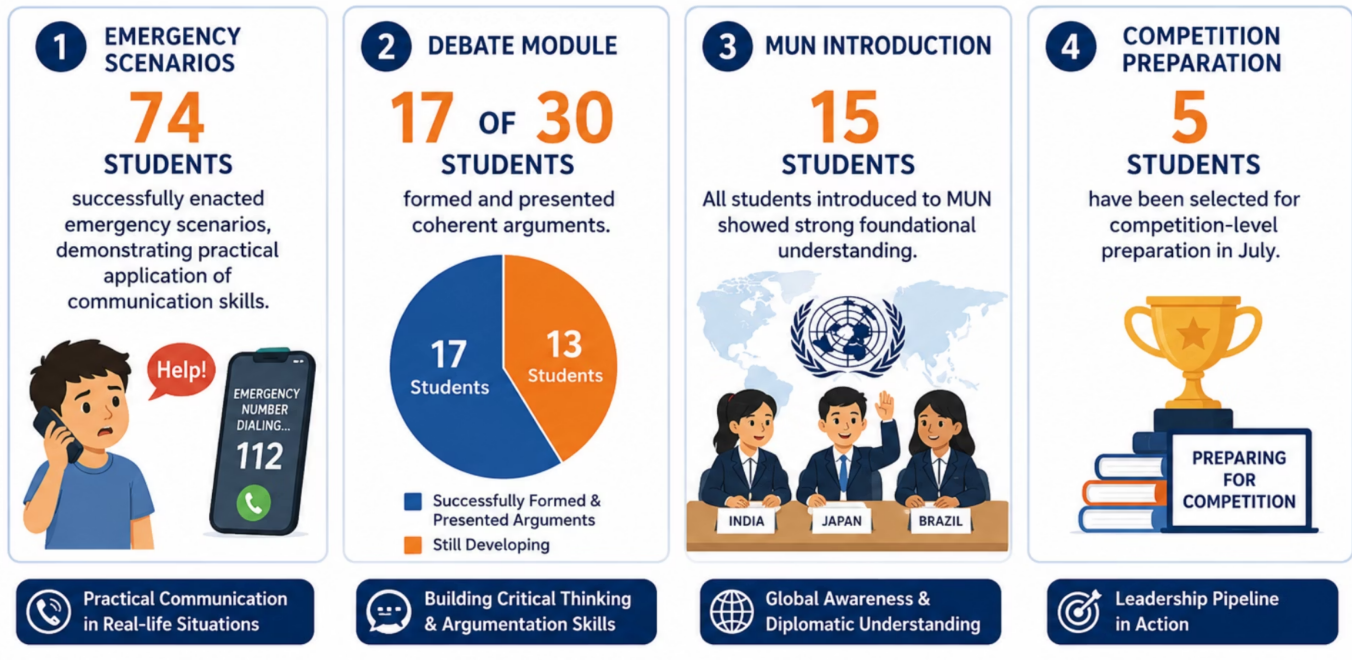 1
EMERGENCY
SCENARIOS
74
STUDENTS
successfully enacted
emergency scenarios,
demonstrating practical
application of
communication skills.
Help!
EMERGENCY
NUMBER
DIALING...
112
Practical Communication
in Real-life Situations
2
DEBATE MODULE
17 OF 30
STUDENTS
formed and presented
coherent arguments.
17
Students
13
Students
Successfully Formed &
Presented Arguments
Still Developing
Building Critical Thinking
& Argumentation Skills
3
MUN INTRODUCTION
15
STUDENTS
All students introduced to MUN
showed strong foundational
understanding.
INDIA
JAPAN
BRAZIL
Global Awareness &
Diplomatic Understanding
4
COMPETITION
PREPARATION
5
STUDENTS
have been selected for
competition-level
preparation in July.
PREPARING
FOR
COMPETITION
Leadership Pipeline
in Action